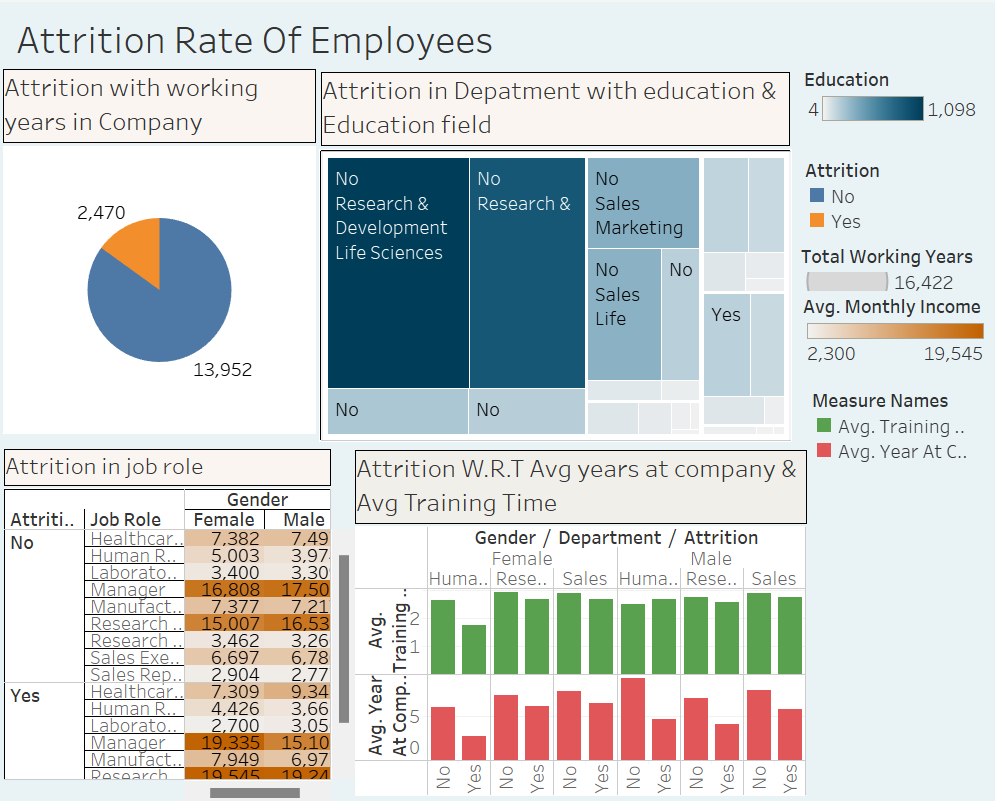 Attrition Rate Of Employees
Attrition with working
years in Company
2,470
13,952
Attrition in Depatment with education &
Education field
No
Research &
Development
Life Sciences
No
Research &
No
Sales
Marketing
No
Sales
Life
No
Yes
No
No
Education
4
1,098
Attrition
No
Yes
Total Working Years
16,422
Avg. Monthly Income
2,300
19,545
Measure Names
Avg. Training ..
Avg. Year At C..
Attrition in job role
Gender
Attriti.. Job Role Female Male
No Healthcar.. 7,382 7,49
Human R.. 5,003 3,97
Laborato.. 3,400 3,30
Manager 16,808 17,50
Manufact.. 7,377 7,21
Research .. 15,007 16,53
Research .. 3,462 3,26
Sales Exe.. 6,697 6,78
Sales Rep.. 2,904 2,77
Yes Healthcar.. 7,309 9,34
Human R.. 4,426 3,66
Laborato.. 2,700 3,05
Manager 19,335 15,10
Manufact.. 7,949 6,97
Research 19,545 19,24
Attrition W.R.T Avg years at company &
Avg Training Time
Gender / Department / Attrition
Female Male
Huma.. Rese.. Sales Huma.. Rese.. Sales
Avg.
Training ..
2
1
Avg. Year
At Comp..
5
0
No Yes No Yes No Yes No Yes No Yes No Yes